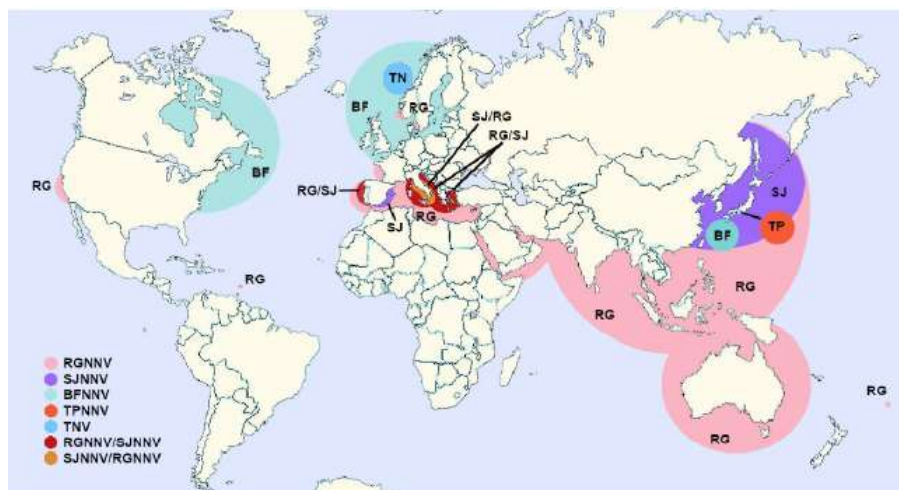 TN
BF
RG
SJ/RG
RG/SJ
BF
RG
RG/SJ
SJ
RG
SJ
BF
TP
RG
RG
RG
RG
RG
RGNNV
SJNNV
BFNNV
TPNNV
TNV
RGNNV/SJNNV
SJNNV/RGNNV